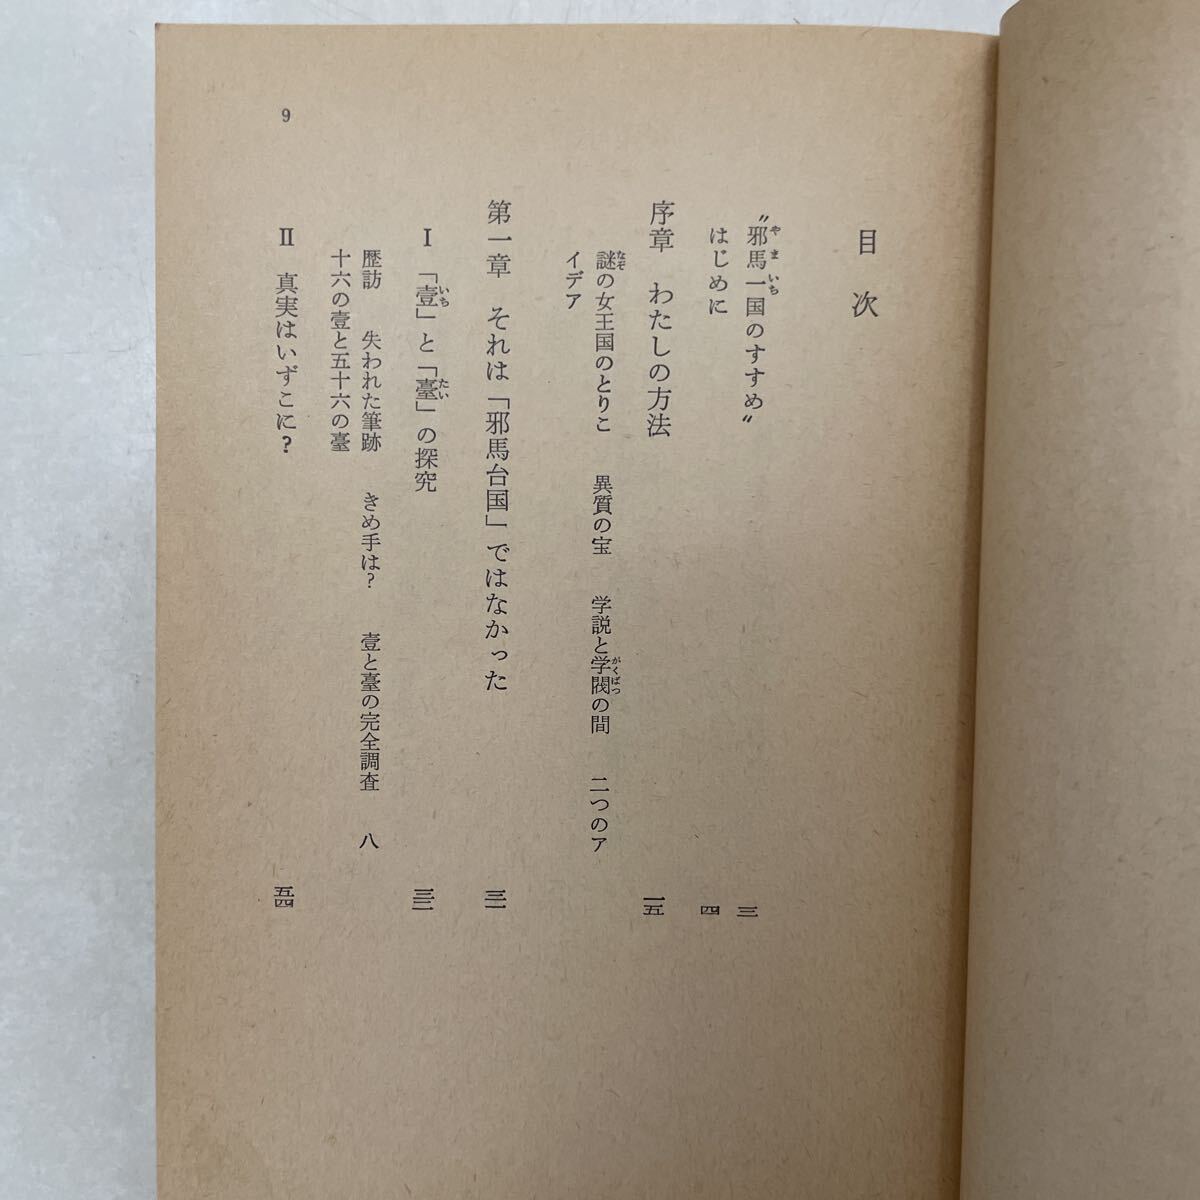 目次
〝邪馬一国のすすめ〟 三
はじめに 四
序章 わたしの方法 一五
謎の女王国のとりこ 異質の宝 学説と学閥の間 二つのア
イデア
第一章 それは「邪馬台国」ではなかった 三一
Ⅰ 「壹」と「臺」の探究 三二
歴訪 失われた筆跡 きめ手は? 壹と臺の完全調査 八
十六の壹と五十六の臺
Ⅱ 真実はいずこに? 五四
9